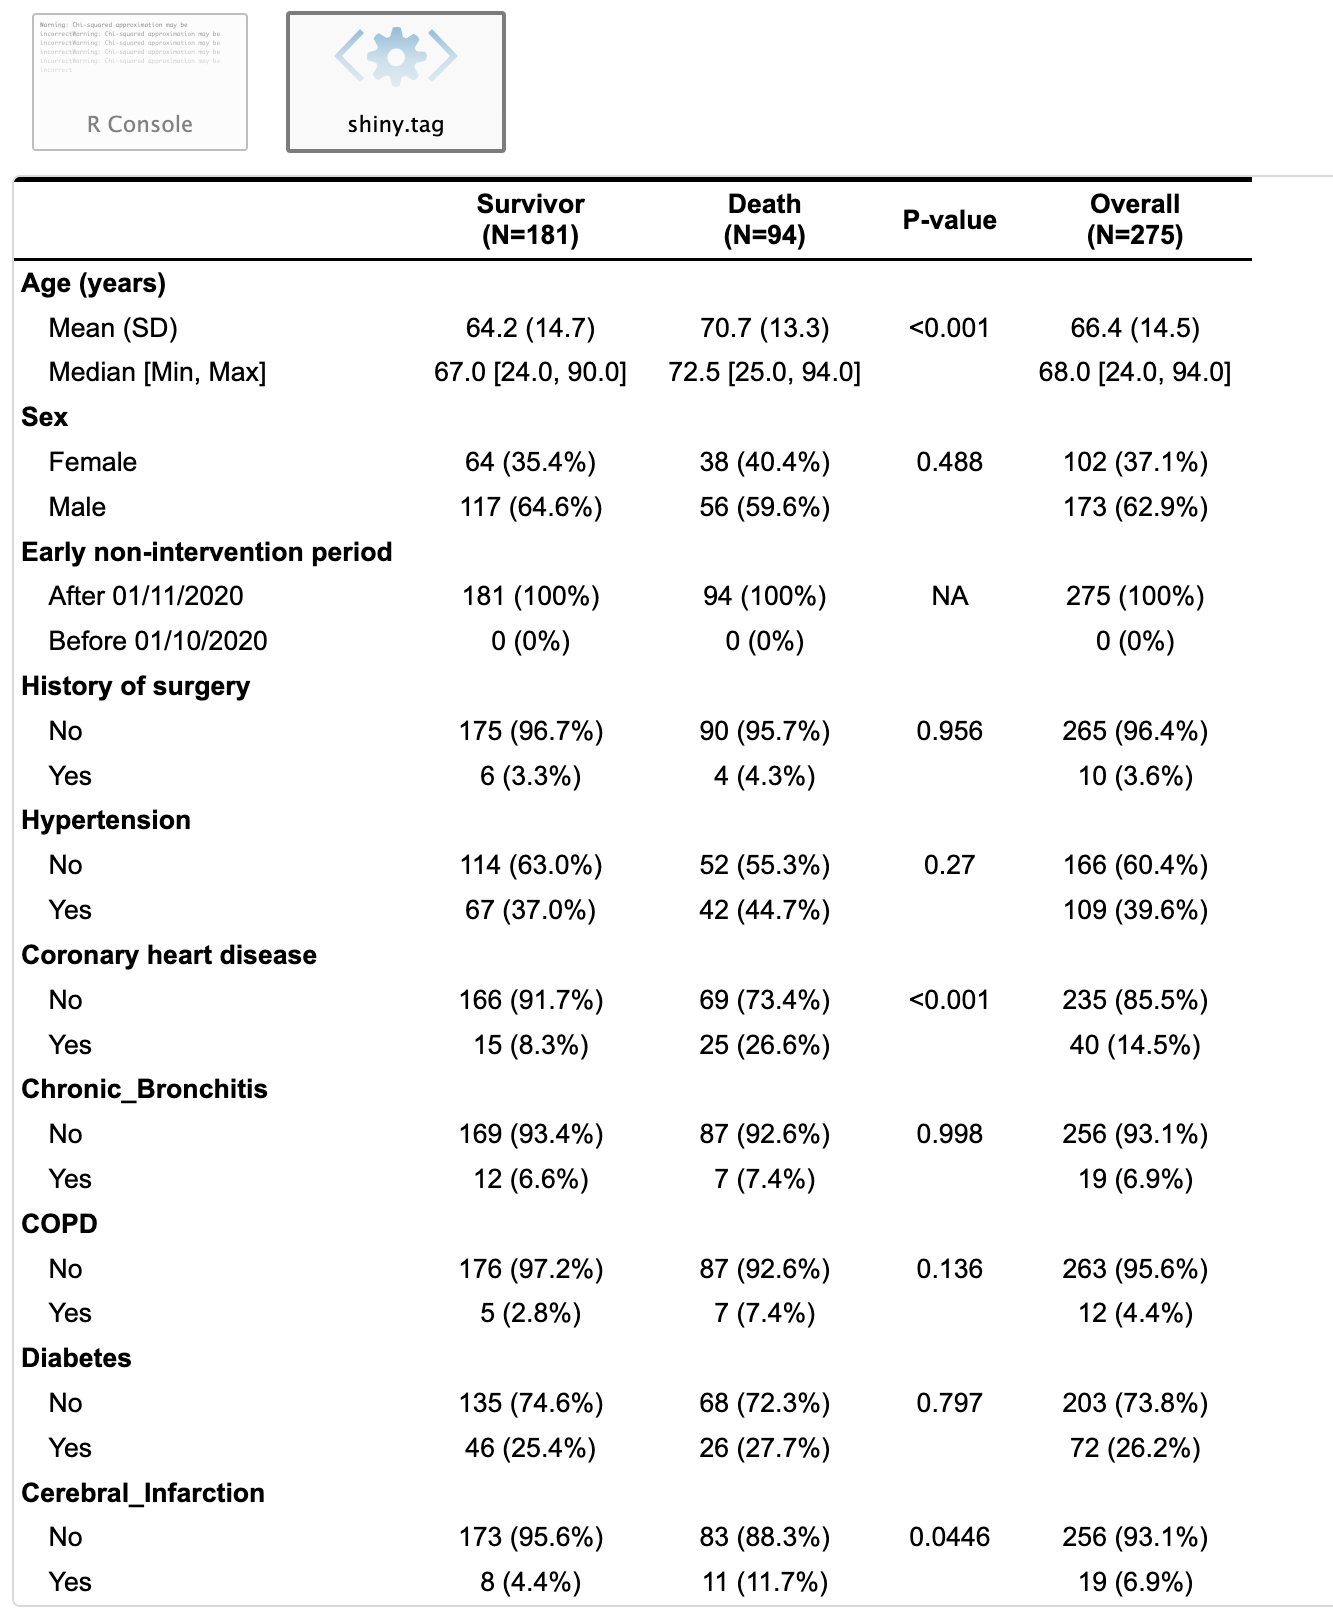 Warning: Chi-squared approximation may be
incorrectWarning: Chi-squared approximation may be
incorrectWarning: Chi-squared approximation may be
incorrectWarning: Chi-squared approximation may be
incorrectWarning: Chi-squared approximation may be
incorrect
R Console
shiny.tag
Survivor (N=181) Death (N=94) P-value Overall (N=275)
Age (years)
Mean (SD) 64.2 (14.7) 70.7 (13.3) <0.001 66.4 (14.5)
Median [Min, Max] 67.0 [24.0, 90.0] 72.5 [25.0, 94.0] 68.0 [24.0, 94.0]
Sex
Female 64 (35.4%) 38 (40.4%) 0.488 102 (37.1%)
Male 117 (64.6%) 56 (59.6%) 173 (62.9%)
Early non-intervention period
After 01/11/2020 181 (100%) 94 (100%) NA 275 (100%)
Before 01/10/2020 0 (0%) 0 (0%) 0 (0%)
History of surgery
No 175 (96.7%) 90 (95.7%) 0.956 265 (96.4%)
Yes 6 (3.3%) 4 (4.3%) 10 (3.6%)
Hypertension
No 114 (63.0%) 52 (55.3%) 0.27 166 (60.4%)
Yes 67 (37.0%) 42 (44.7%) 109 (39.6%)
Coronary heart disease
No 166 (91.7%) 69 (73.4%) <0.001 235 (85.5%)
Yes 15 (8.3%) 25 (26.6%) 40 (14.5%)
Chronic_Bronchitis
No 169 (93.4%) 87 (92.6%) 0.998 256 (93.1%)
Yes 12 (6.6%) 7 (7.4%) 19 (6.9%)
COPD
No 176 (97.2%) 87 (92.6%) 0.136 263 (95.6%)
Yes 5 (2.8%) 7 (7.4%) 12 (4.4%)
Diabetes
No 135 (74.6%) 68 (72.3%) 0.797 203 (73.8%)
Yes 46 (25.4%) 26 (27.7%) 72 (26.2%)
Cerebral_Infarction
No 173 (95.6%) 83 (88.3%) 0.0446 256 (93.1%)
Yes 8 (4.4%) 11 (11.7%) 19 (6.9%)